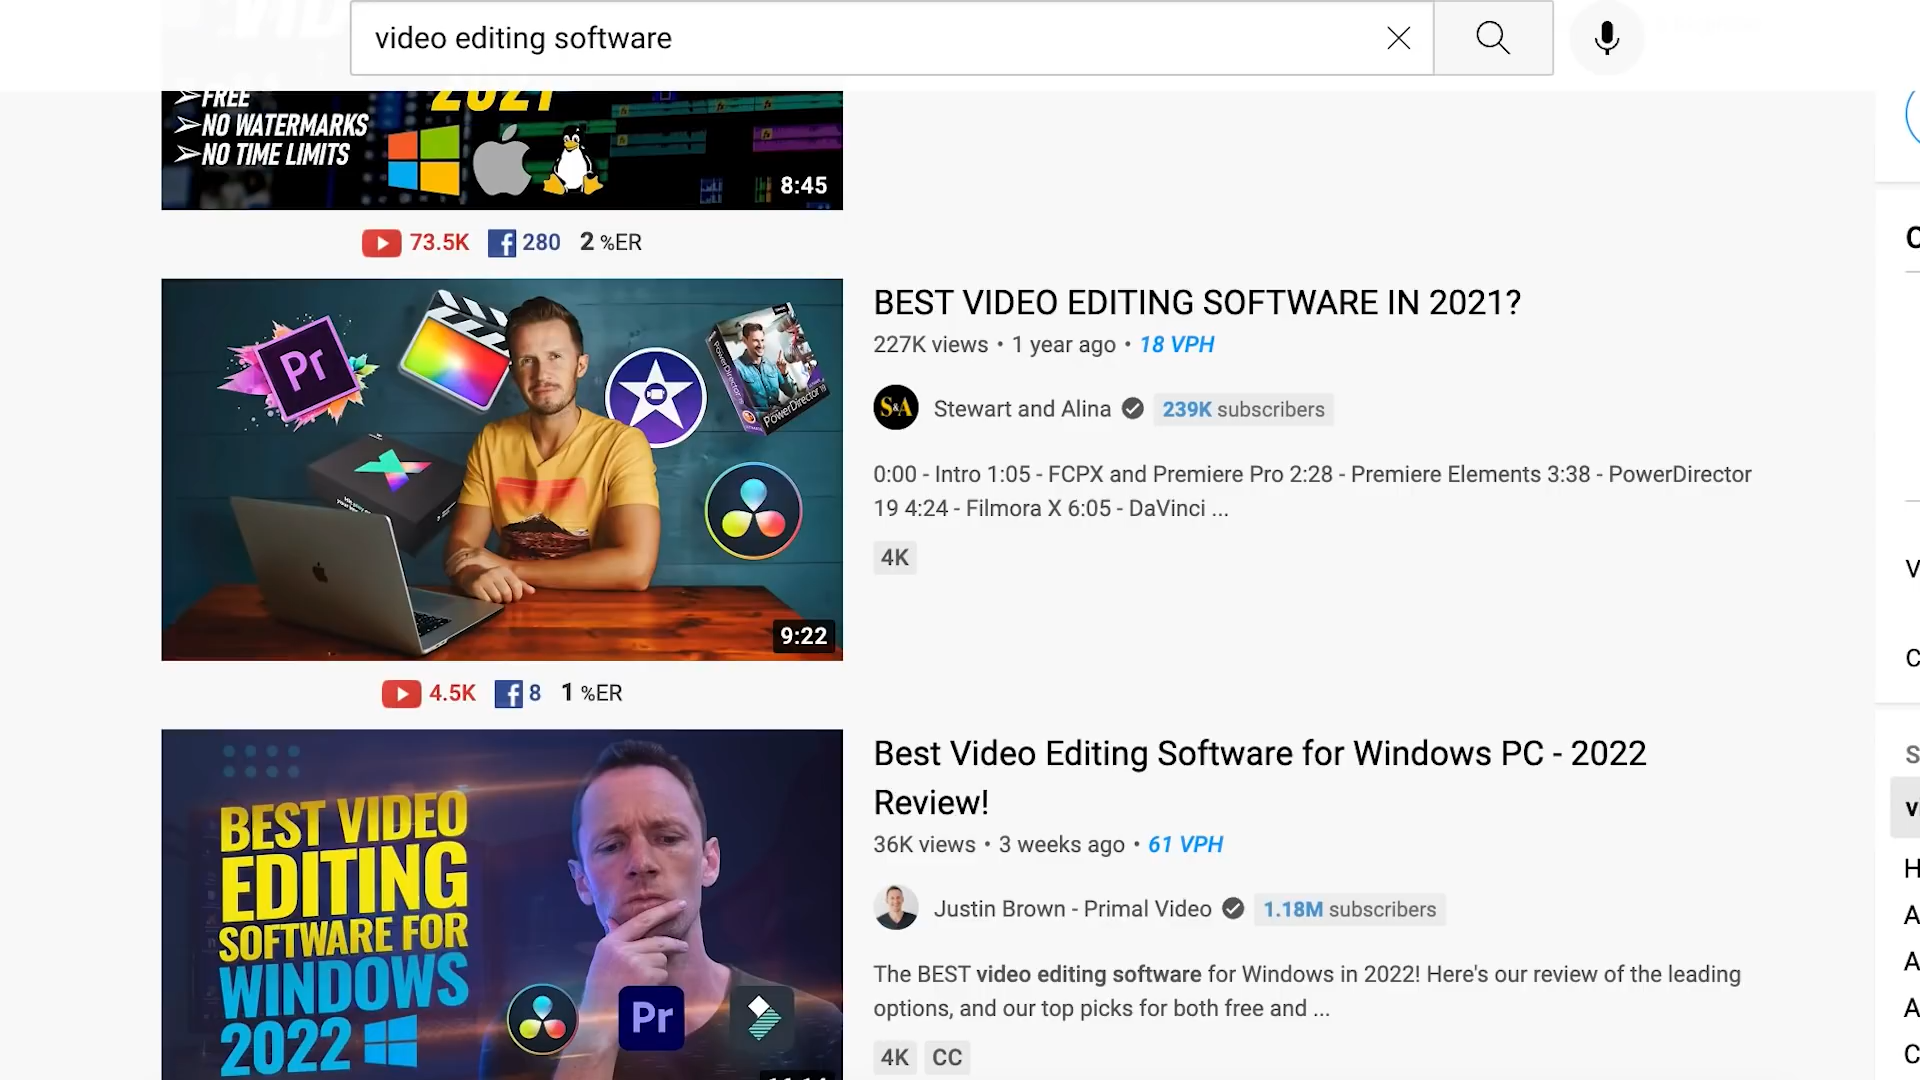 video editing software
FREE
2021
NO WATERMARKS
NO TIME LIMITS
8:45
73.5K 280 2 %ER
BEST VIDEO EDITING SOFTWARE IN 2021?
227K views • 1 year ago • 18 VPH
S&A Stewart and Alina 239K subscribers
0:00 - Intro 1:05 - FCPX and Premiere Pro 2:28 - Premiere Elements 3:38 - PowerDirector
19 4:24 - Filmora X 6:05 - DaVinci ...
4K
Pr
PowerDirector 19
PowerDirector 19
9:22
4.5K 8 1 %ER
BEST VIDEO
EDITING
SOFTWARE FOR
WINDOWS
2022
Pr
Best Video Editing Software for Windows PC - 2022
Review!
36K views • 3 weeks ago • 61 VPH
Justin Brown - Primal Video 1.18M subscribers
The BEST video editing software for Windows in 2022! Here's our review of the leading
options, and our top picks for both free and ...
4K CC